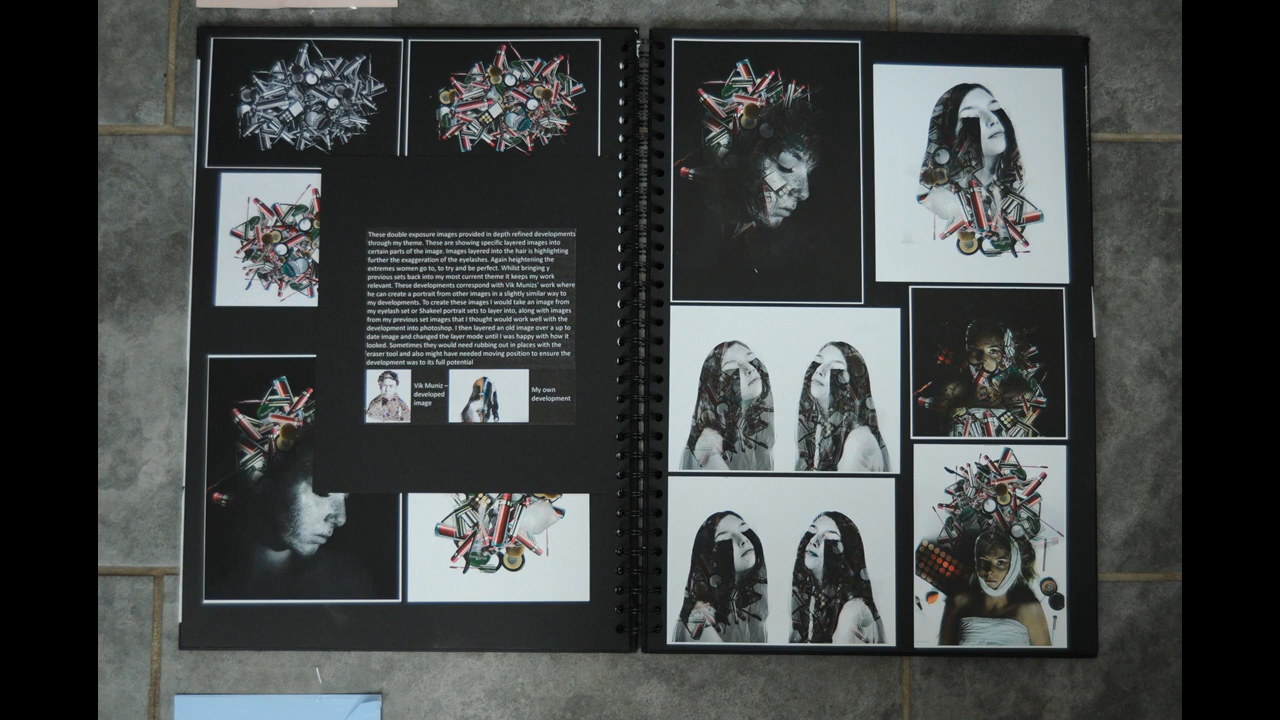 These double exposure images provided in depth refined developments
through my theme. These are showing specific layered images into
certain parts of the image. Images layered into the hair is highlighting
further the exaggeration of the eyelashes. Again heightening the
extremes women go to, to try and be perfect. Whilst bringing y
previous sets back into my most current theme it keeps my work
relevant. These developments correspond with Vik Munizs' work where
he can create a portrait from other images in a slightly similar way to
my developments. To create these images I would take an image from
my eyelash set or Shakeel portrait sets to layer into, along with images
from my previous set images that I thought would work well with the
development into photoshop. I then layered an old image over a up to
date image and changed the layer mode until I was happy with how it
looked. Sometimes they would need rubbing out in places with the
eraser tool and also might have needed moving position to ensure the
development was to its full potential
Vik Muniz –
developed
image
My own
development